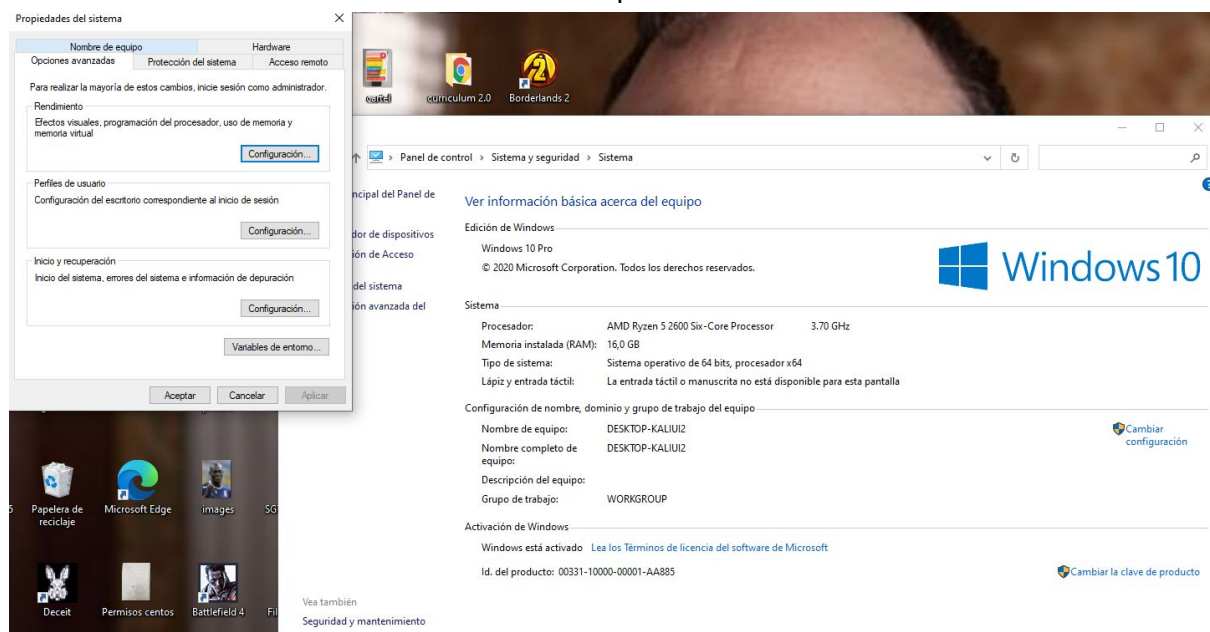 Propiedades del sistema
Nombre de equipo
Hardware
Opciones avanzadas
Protección del sistema
Acceso remoto
Para realizar la mayoría de estos cambios, inicie sesión como administrador.
Rendimiento
Efectos visuales, programación del procesador, uso de memoria y
memoria virtual
Configuración...
Perfiles de usuario
Configuración del escritorio correspondiente al inicio de sesión
Configuración...
Inicio y recuperación
Inicio del sistema, errores del sistema e información de depuración
Configuración...
Variables de entorno...
Aceptar
Cancelar
Aplicar
cartel
curriculum 2.0
Borderlands 2
Panel de control > Sistema y seguridad > Sistema
ncipal del Panel de
dor de dispositivos
ión de Acceso
del sistema
ión avanzada del
Ver información básica acerca del equipo
Edición de Windows
Windows 10 Pro
© 2020 Microsoft Corporation. Todos los derechos reservados.
Windows 10
Sistema
Procesador: AMD Ryzen 5 2600 Six-Core Processor 3.70 GHz
Memoria instalada (RAM): 16,0 GB
Tipo de sistema: Sistema operativo de 64 bits, procesador x64
Lápiz y entrada táctil: La entrada táctil o manuscrita no está disponible para esta pantalla
Configuración de nombre, dominio y grupo de trabajo del equipo
Nombre de equipo: DESKTOP-KALIUI2
Cambiar
configuración
Nombre completo de
equipo:
DESKTOP-KALIUI2
Descripción del equipo:
Grupo de trabajo: WORKGROUP
Activación de Windows
Windows está activado Lea los Términos de licencia del software de Microsoft
Id. del producto: 00331-10000-00001-AA885
Cambiar la clave de producto
Vea también
Seguridad y mantenimiento
Papelera de
reciclaje
Microsoft Edge
images
SG
Deceit
Permisos centos
Battlefield 4
Fil